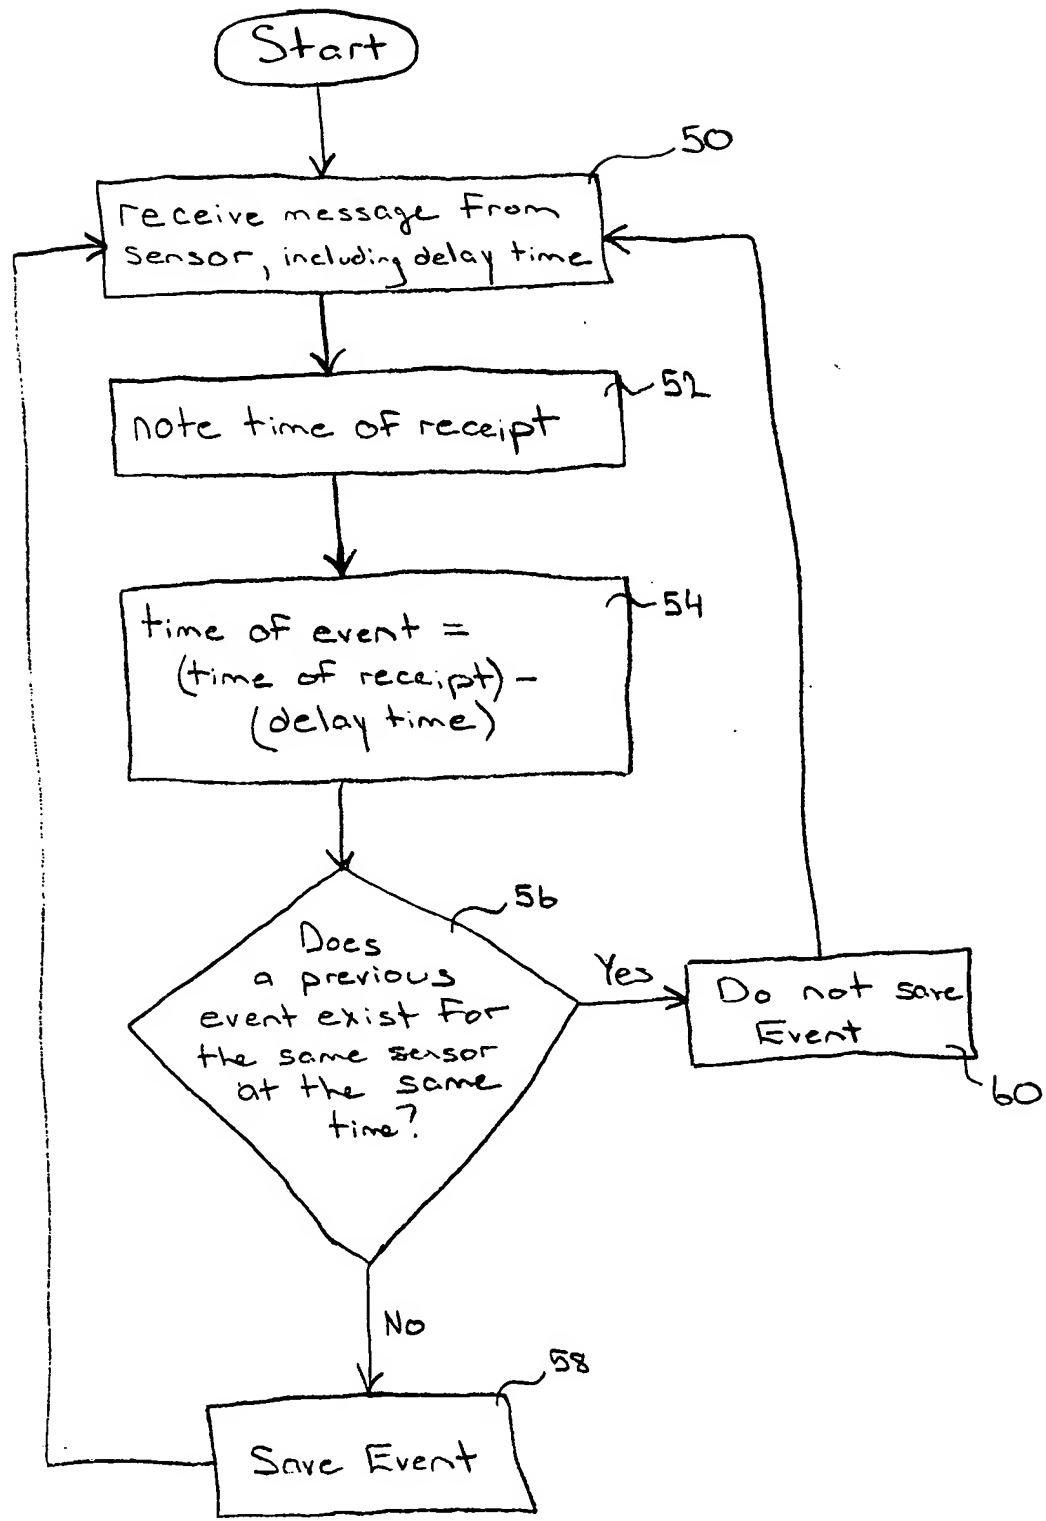 Start
50
receive message from
sensor, including delay time
52
note time of receipt
54
time of event =
(time of receipt) -
(delay time)
56
Does
a previous
event exist for
the same sensor
at the same
time?
Yes
Do not save
Event
60
No
58
Save Event